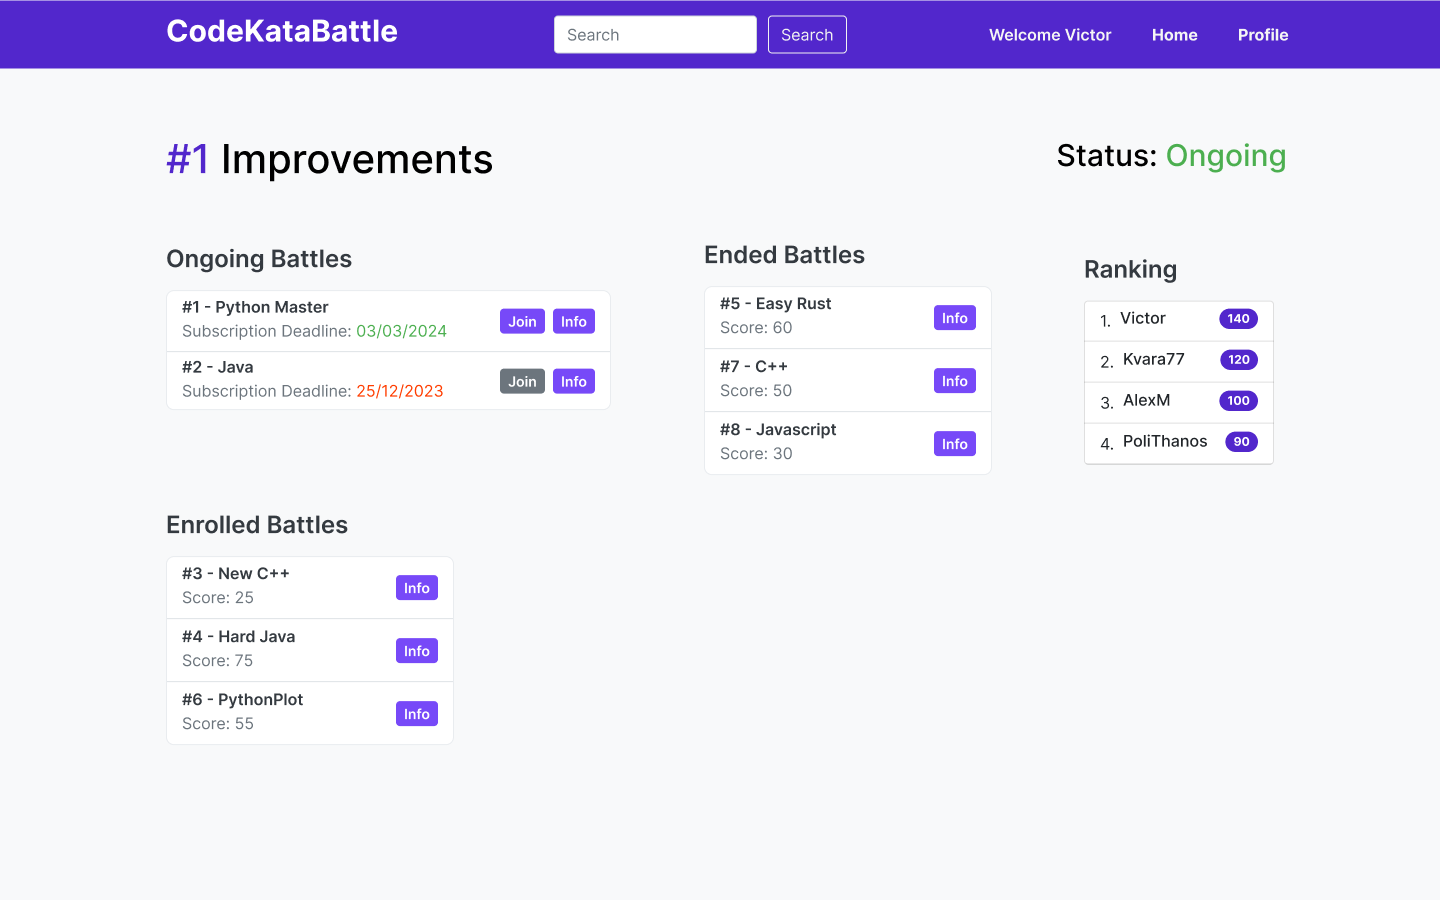 CodeKataBattle
Search
Search
Welcome Victor
Home
Profile
#1 Improvements
Status: Ongoing
Ongoing Battles
#1 - Python Master
Subscription Deadline: 03/03/2024
Join
Info
#2 - Java
Subscription Deadline: 25/12/2023
Join
Info
Ended Battles
#5 - Easy Rust
Score: 60
Info
#7 - C++
Score: 50
Info
#8 - Javascript
Score: 30
Info
Ranking
1. Victor 140
2. Kvara77 120
3. AlexM 100
4. PoliThanos 90
Enrolled Battles
#3 - New C++
Score: 25
Info
#4 - Hard Java
Score: 75
Info
#6 - PythonPlot
Score: 55
Info